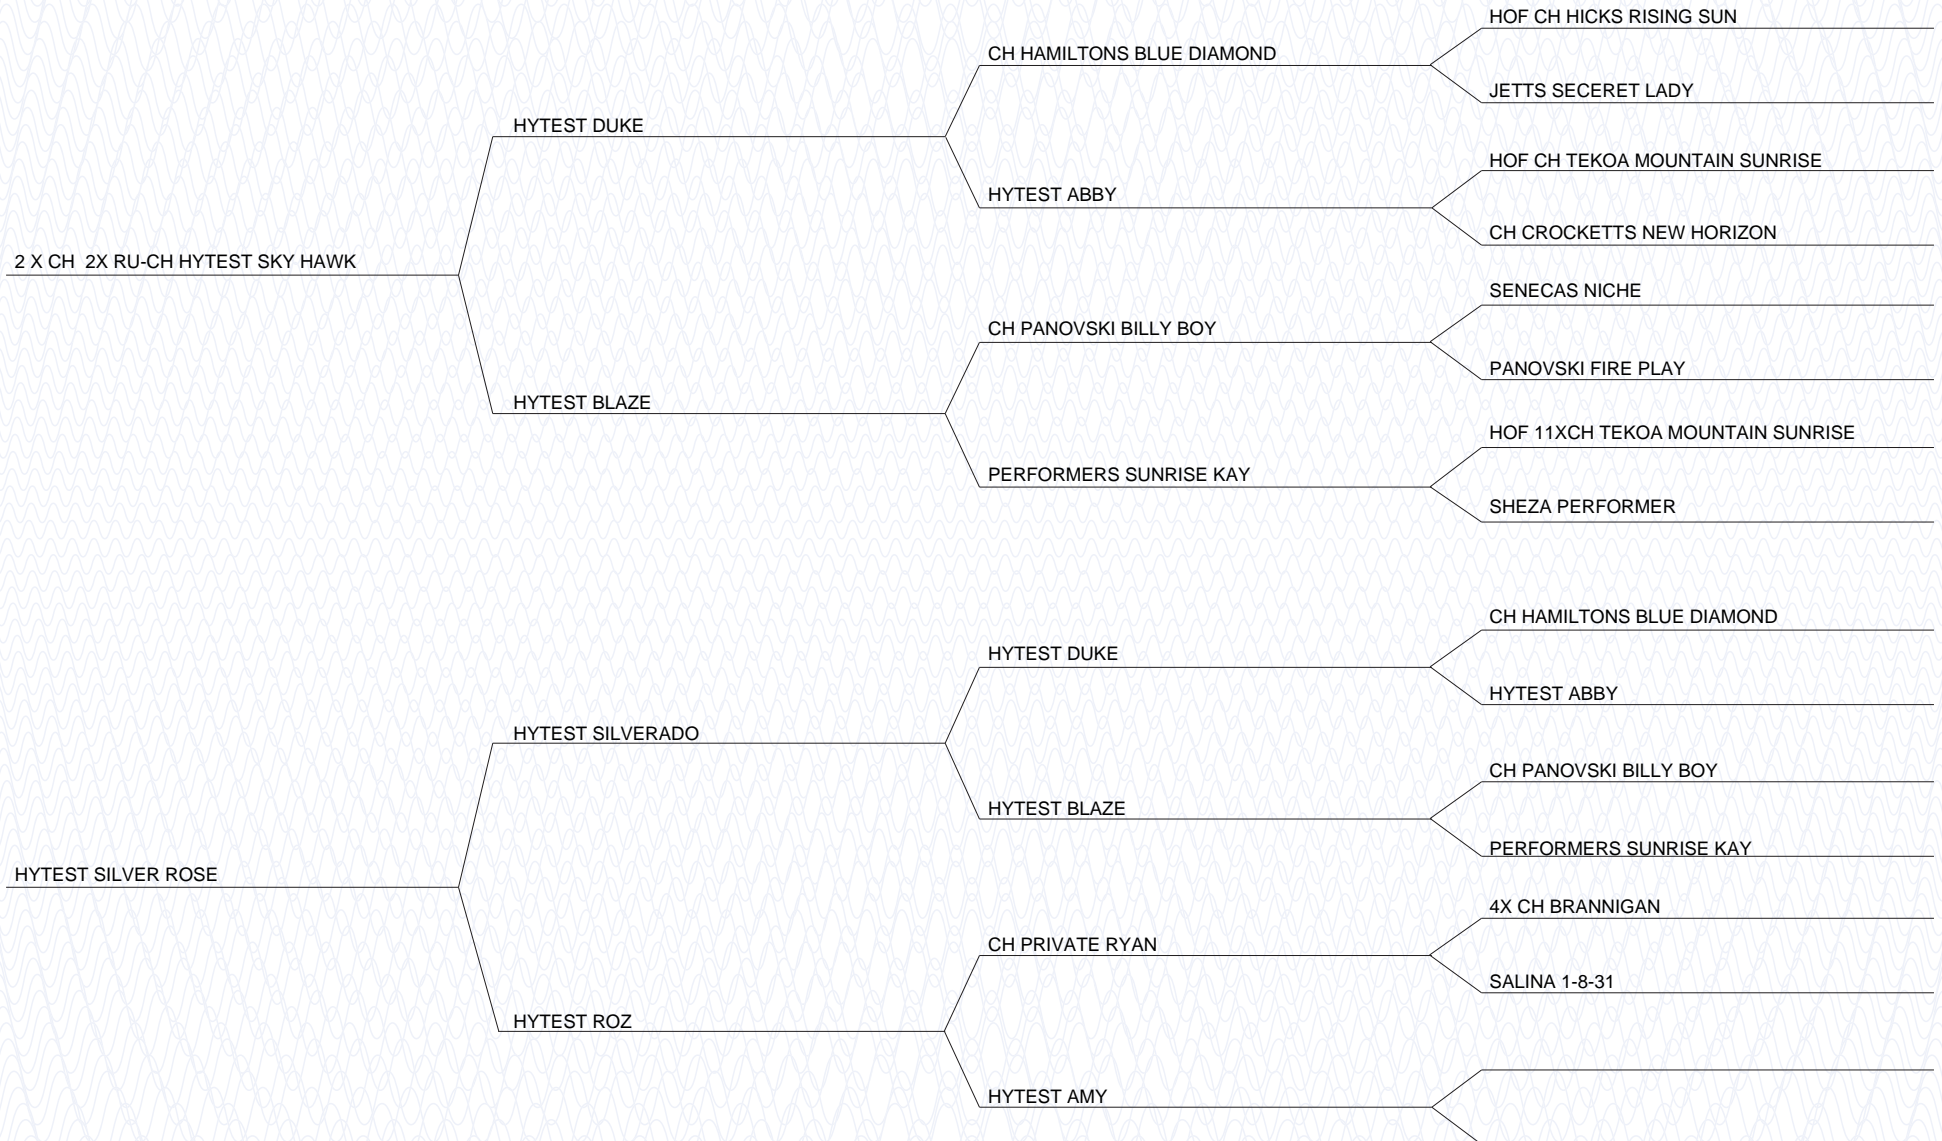 HOF CH HICKS RISING SUN
CH HAMILTONS BLUE DIAMOND
JETTS SECERET LADY
HYTEST DUKE
HOF CH TEKOA MOUNTAIN SUNRISE
HYTEST ABBY
CH CROCKETTS NEW HORIZON
2 X CH  2X RU-CH HYTEST SKY HAWK
SENECAS NICHE
CH PANOVSKI BILLY BOY
PANOVSKI FIRE PLAY
HYTEST BLAZE
HOF 11XCH TEKOA MOUNTAIN SUNRISE
PERFORMERS SUNRISE KAY
SHEZA PERFORMER
CH HAMILTONS BLUE DIAMOND
HYTEST DUKE
HYTEST ABBY
HYTEST SILVERADO
CH PANOVSKI BILLY BOY
HYTEST BLAZE
PERFORMERS SUNRISE KAY
HYTEST SILVER ROSE
4X CH BRANNIGAN
CH PRIVATE RYAN
SALINA 1-8-31
HYTEST ROZ
HYTEST AMY